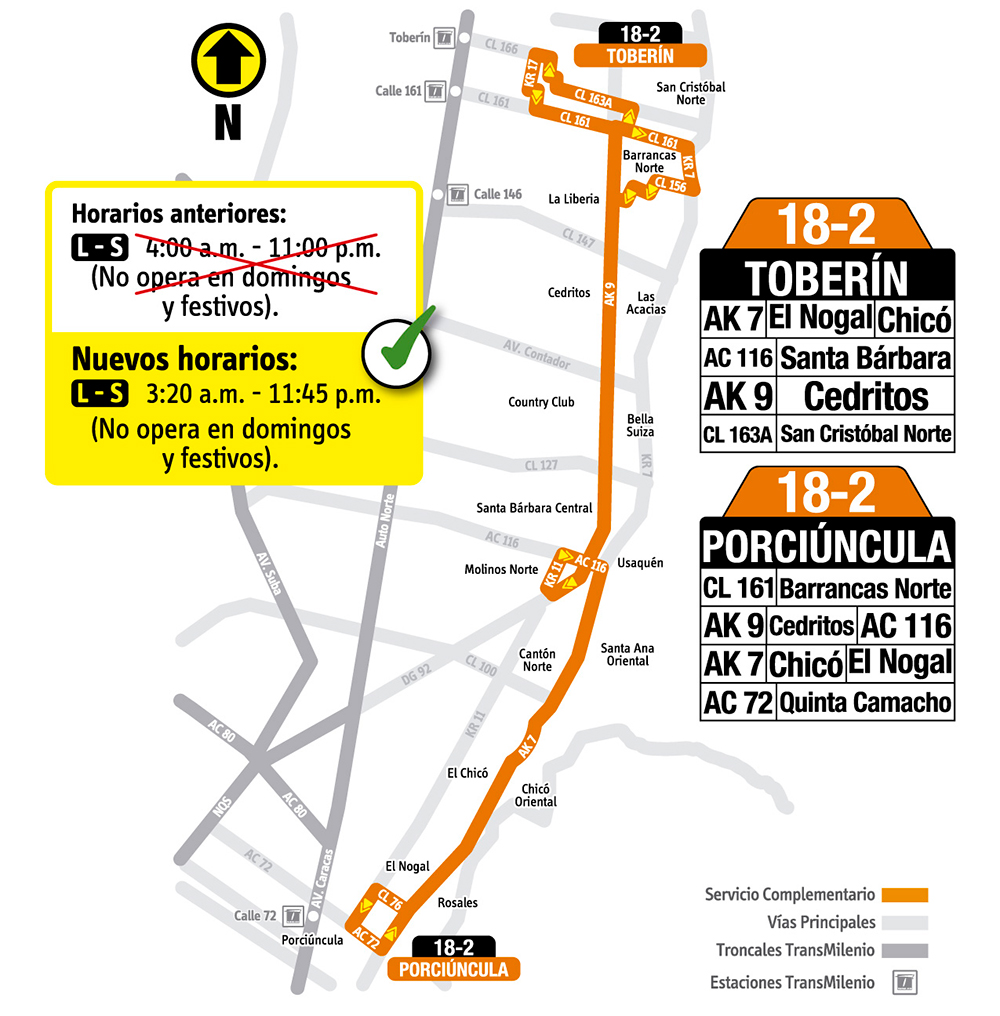 18-2
TOBERÍN
Toberín
CL 166
KR 17
San Cristóbal
Norte
Calle 161
CL 161
CL 163A
CL 161
CL 161
N
Barrancas
Norte
KR 7
CL 156
Calle 146
La Liberia
CL 147
Horarios anteriores:
L - S 4:00 a.m. - 11:00 p.m.
(No opera en domingos
y festivos).
Nuevos horarios:
L - S 3:20 a.m. - 11:45 p.m.
(No opera en domingos
y festivos).
Cedritos
AK 9
Las
Acacias
AV. Contador
Country Club
Bella
Suiza
CL 127
KR 7
Santa Bárbara Central
Auto Norte
AC 116
AV. Suba
Molinos Norte
KR 11
AC 116
Usaquén
Cantón
Norte
Santa Ana
Oriental
CL 100
DG 92
KR 11
AC 80
AK 7
El Chicó
Chicó
Oriental
NQS
AC 80
AC 72
AV. Caracas
El Nogal
CL 76
Rosales
Calle 72
Porciúncula
AC 72
18-2
PORCIÚNCULA
18-2
TOBERÍN
AK 7 El Nogal Chicó
AC 116 Santa Bárbara
AK 9 Cedritos
CL 163A San Cristóbal Norte
18-2
PORCIÚNCULA
CL 161 Barrancas Norte
AK 9 Cedritos AC 116
AK 7 Chicó El Nogal
AC 72 Quinta Camacho
Servicio Complementario
Vías Principales
Troncales TransMilenio
Estaciones TransMilenio